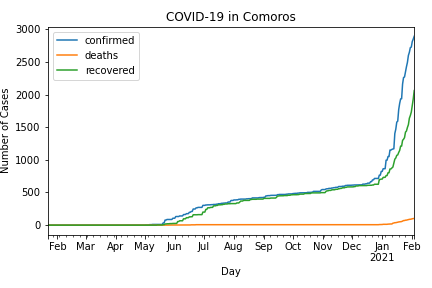 COVID-19 in Comoros
confirmed
deaths
recovered
3000
2500
2000
1500
1000
500
0
Number of Cases
Feb Mar Apr May Jun Jul Aug Sep Oct Nov Dec Jan Feb
2021
Day